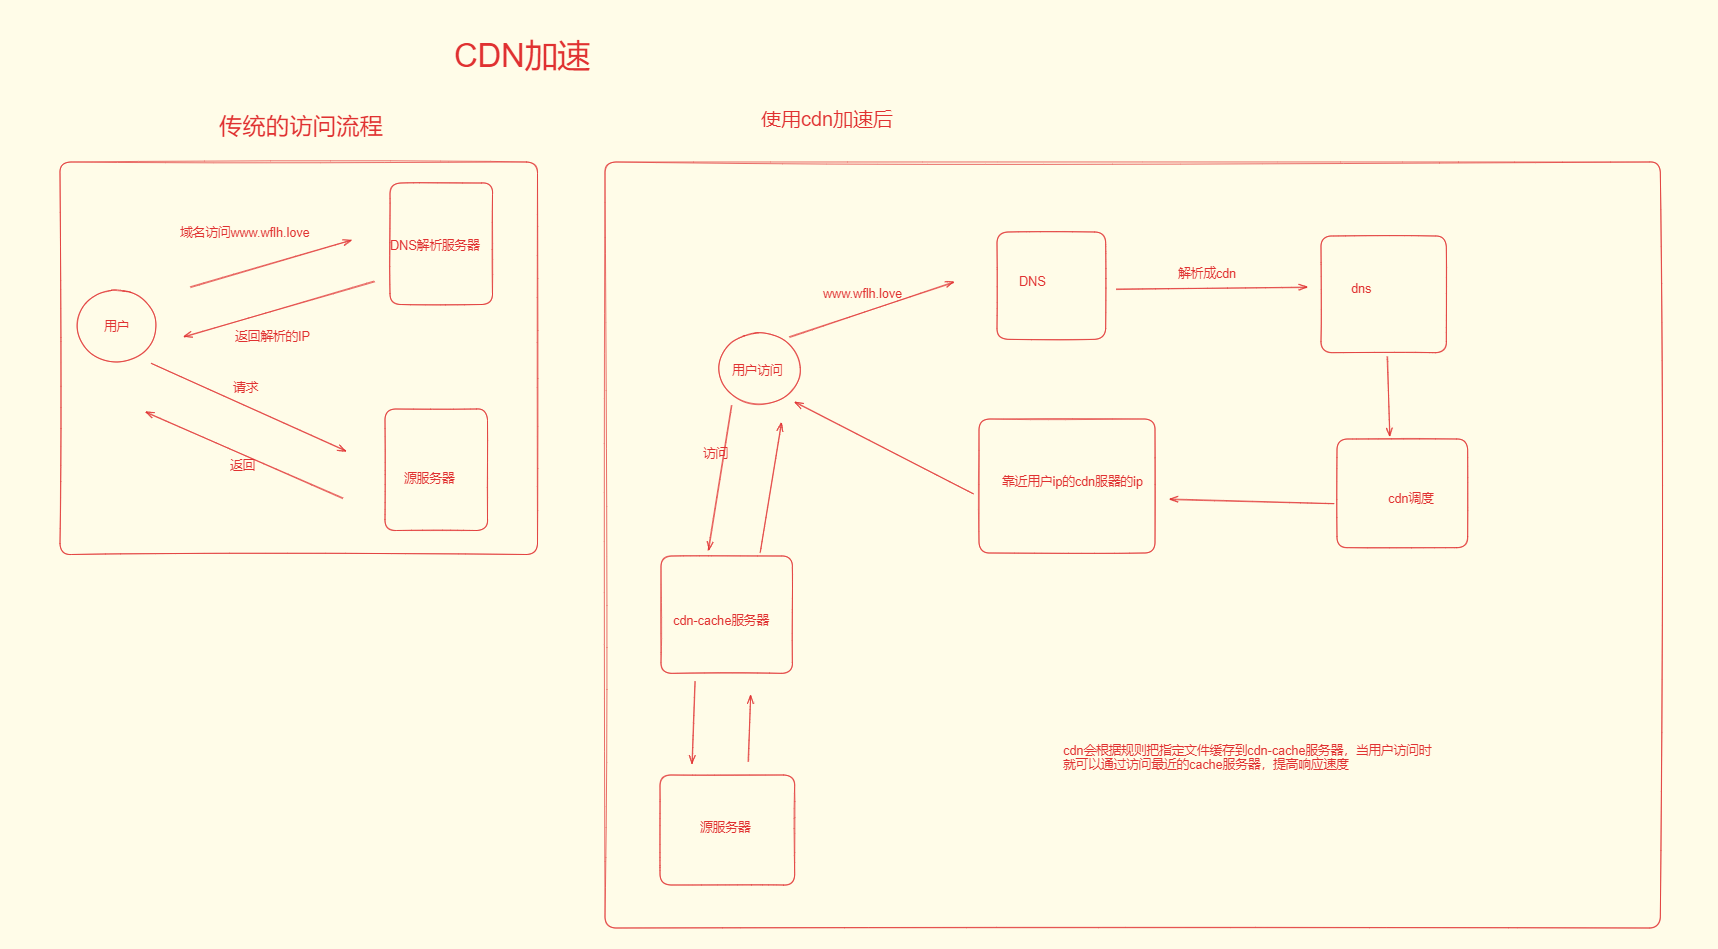 CDN加速
传统的访问流程
域名访问www.wflh.love
DNS解析服务器
用户
返回解析的IP
请求
返回
源服务器
使用cdn加速后
www.wflh.love
DNS
解析成cdn
dns
用户访问
访问
靠近用户ip的cdn服器的ip
cdn调度
cdn-cache服务器
源服务器
cdn会根据规则把指定文件缓存到cdn-cache服务器，当用户访问时
就可以通过访问最近的cache服务器，提高响应速度